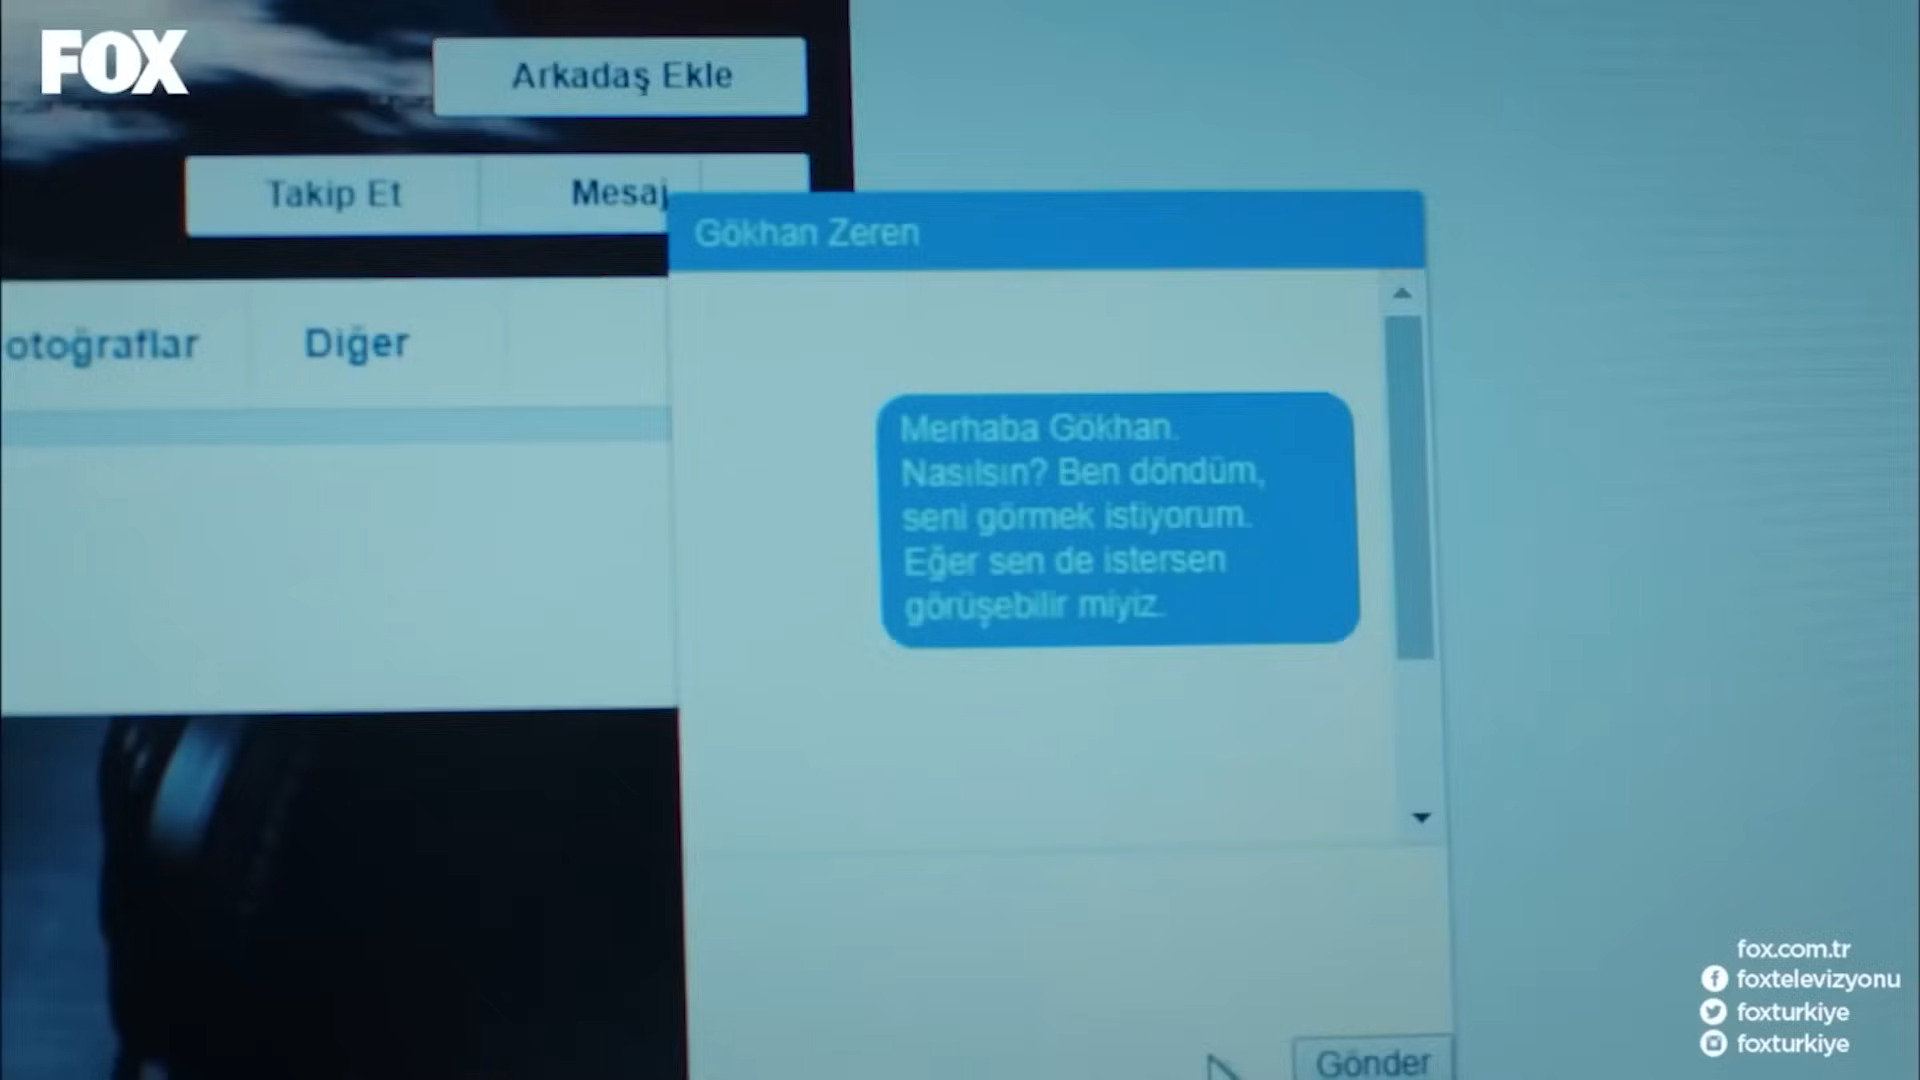 FOX
Arkadaş Ekle
Takip Et
Mesaj
Gökhan Zeren
otoğraflar
Diğer
Merhaba Gökhan.
Nasılsın? Ben döndüm,
seni görmek istiyorum.
Eğer sen de istersen
görüşebilir miyiz.
Gönder
fox.com.tr
foxtelevizyonu
foxturkiye
foxturkiye